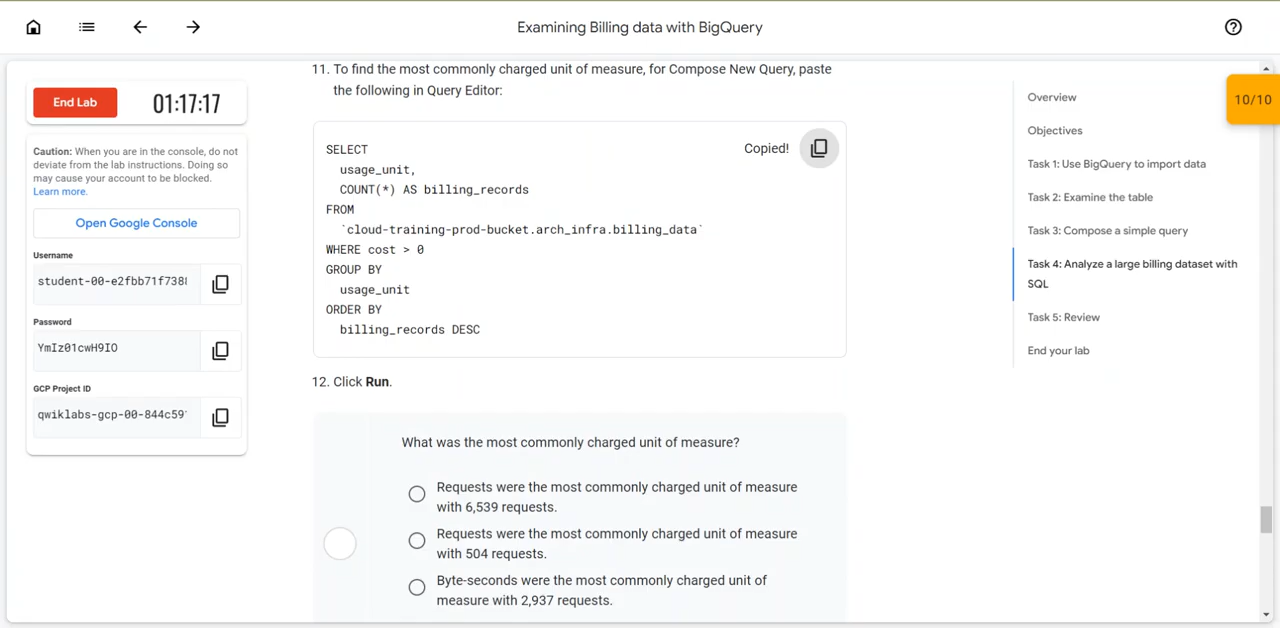 Examining Billing data with BigQuery
End Lab
01:17:17
Caution: When you are in the console, do not
deviate from the lab instructions. Doing so
may cause your account to be blocked.
Learn more.
Open Google Console
Username
student-00-e2fbb71f738
Password
YmIz01cwH9IO
GCP Project ID
qwiklabs-gcp-00-844c59
11. To find the most commonly charged unit of measure, for Compose New Query, paste
the following in Query Editor:
Copied!
SELECT
usage_unit,
COUNT(*) AS billing_records
FROM
`cloud-training-prod-bucket.arch_infra.billing_data`
WHERE cost > 0
GROUP BY
usage_unit
ORDER BY
billing_records DESC
12. Click Run.
What was the most commonly charged unit of measure?
Requests were the most commonly charged unit of measure
with 6,539 requests.
Requests were the most commonly charged unit of measure
with 504 requests.
Byte-seconds were the most commonly charged unit of
measure with 2,937 requests.
Overview
Objectives
Task 1: Use BigQuery to import data
Task 2: Examine the table
Task 3: Compose a simple query
Task 4: Analyze a large billing dataset with
SQL
Task 5: Review
End your lab
10/10